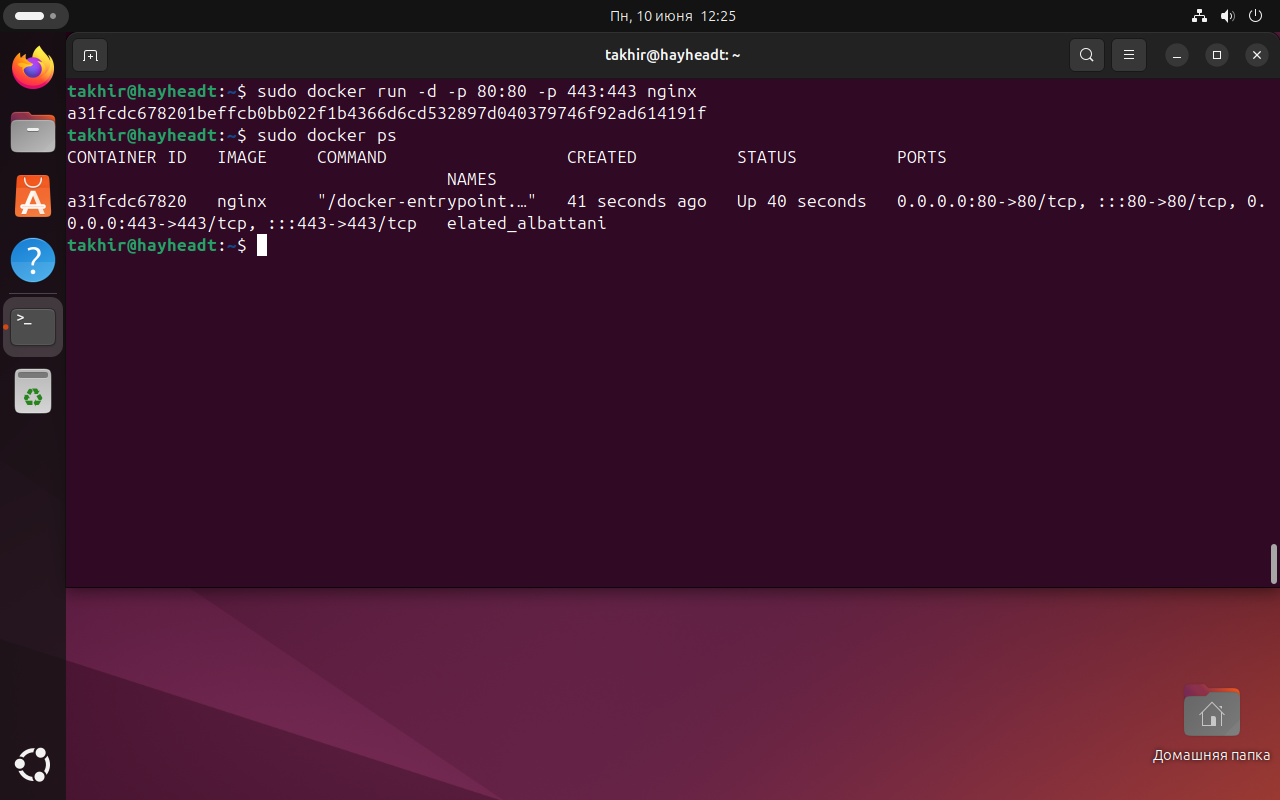 Пн, 10 июня 12:25
takhir@hayheadt: ~
takhir@hayheadt:~$ sudo docker run -d -p 80:80 -p 443:443 nginx
a31fcdc678201beffcb0bb022f1b4366d6cd532897d040379746f92ad614191f
takhir@hayheadt:~$ sudo docker ps
CONTAINER ID   IMAGE     COMMAND                  CREATED          STATUS          PORTS
NAMES
a31fcdc67820   nginx     "/docker-entrypoint.…"   41 seconds ago   Up 40 seconds   0.0.0.0:80->80/tcp, :::80->80/tcp, 0.
0.0.0:443->443/tcp, :::443->443/tcp   elated_albattani
takhir@hayheadt:~$
Домашняя папка